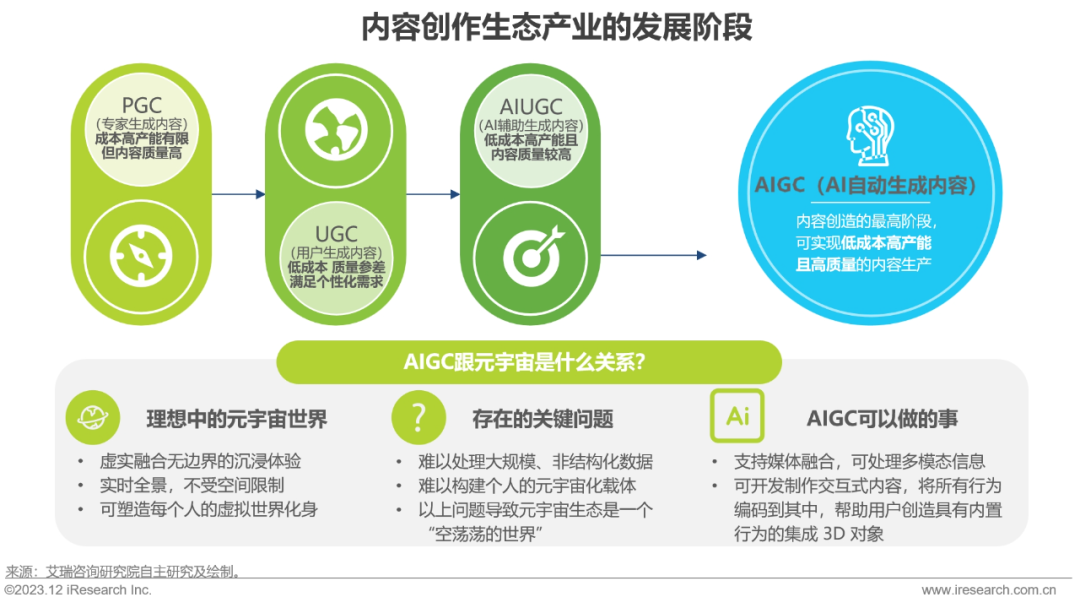 内容创作生态产业的发展阶段
PGC
(专家生成内容)
成本高产能有限
但内容质量高
UGC
(用户生成内容)
低成本 质量参差
满足个性化需求
AIUGC
(AI辅助生成内容)
低成本高产能且
内容质量较高
AIGC（AI自动生成内容）
内容创造的最高阶段，
可实现低成本高产能
且高质量的内容生产
AIGC跟元宇宙是什么关系？
理想中的元宇宙世界
• 虚实融合无边界的沉浸体验
• 实时全景，不受空间限制
• 可塑造每个人的虚拟世界化身
?
存在的关键问题
• 难以处理大规模、非结构化数据
• 难以构建个人的元宇宙化载体
• 以上问题导致元宇宙生态是一个
“空荡荡的世界”
Ai
AIGC可以做的事
• 支持媒体融合，可处理多模态信息
• 可开发制作交互式内容，将所有行为
编码到其中，帮助用户创造具有内置
行为的集成 3D 对象
来源：艾瑞咨询研究院自主研究及绘制。
©2023.12 iResearch Inc.
www.iresearch.com.cn